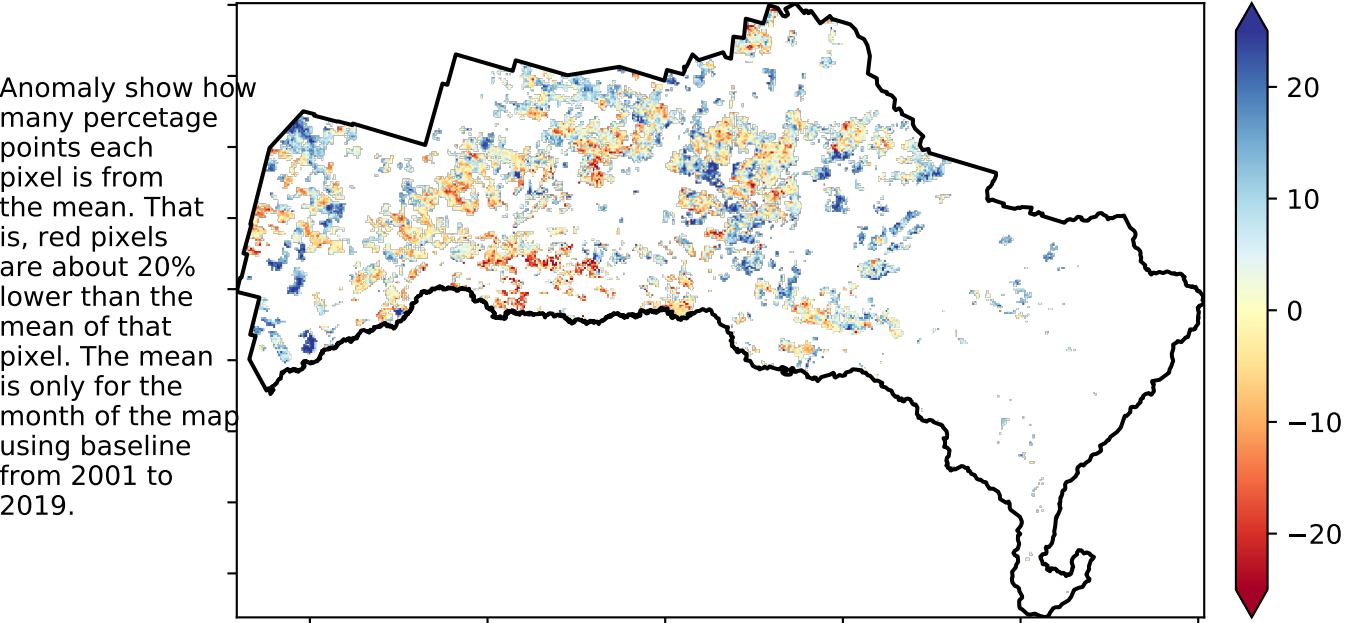 Anomaly show how
many percetage
points each
pixel is from
the mean. That
is, red pixels
are about 20%
lower than the
mean of that
pixel. The mean
is only for the
month of the map
using baseline
from 2001 to
2019.
20
10
0
−10
−20